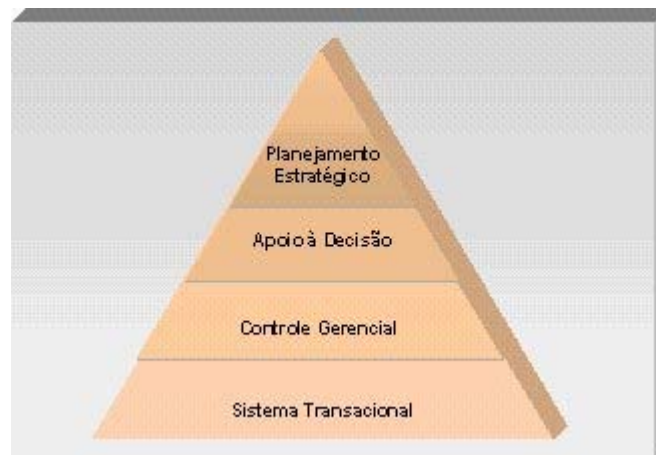 Planejamento
Estratégico
Apoio à Decisão
Controle Gerencial
Sistema Transacional